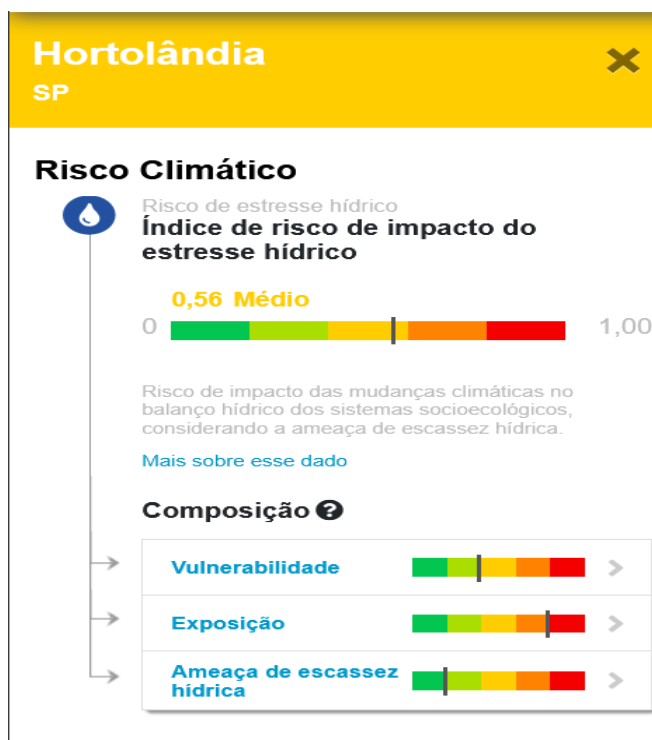 Hortolândia
SP
Risco Climático
Risco de estresse hídrico
Índice de risco de impacto do
estresse hídrico
0,56 Médio
0 1,00
Risco de impacto das mudanças climáticas no
balanço hídrico dos sistemas socioecológicos,
considerando a ameaça de escassez hídrica.
Mais sobre esse dado
Composição ?
Vulnerabilidade
Exposição
Ameaça de escassez
hídrica